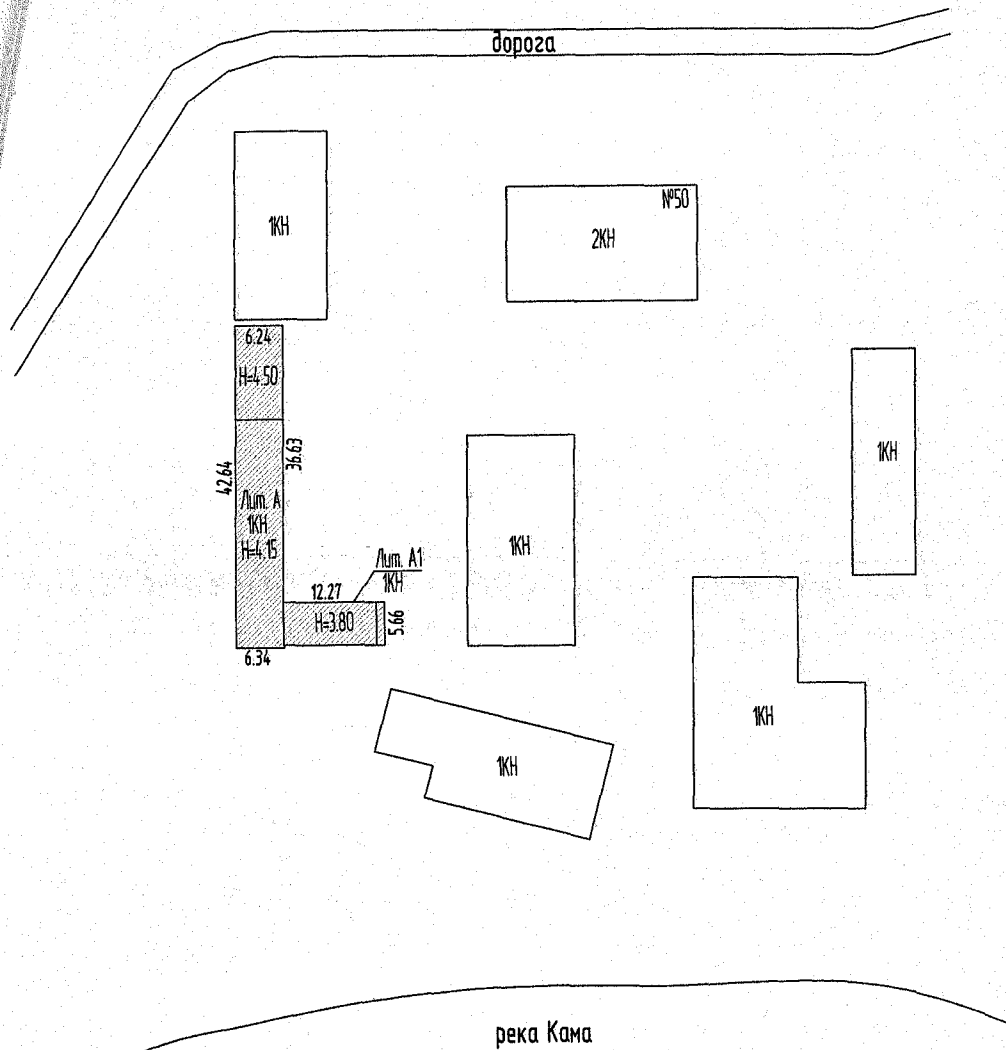 дорога
№50
1КН
2КН
6.24
Н=4.50
1КН
42.64
36.63
Лит. А
1КН
Н=4.15
1КН
Лит. А1
1КН
12.27
Н=3.80
5.66
6.34
1КН
1КН
река Кама